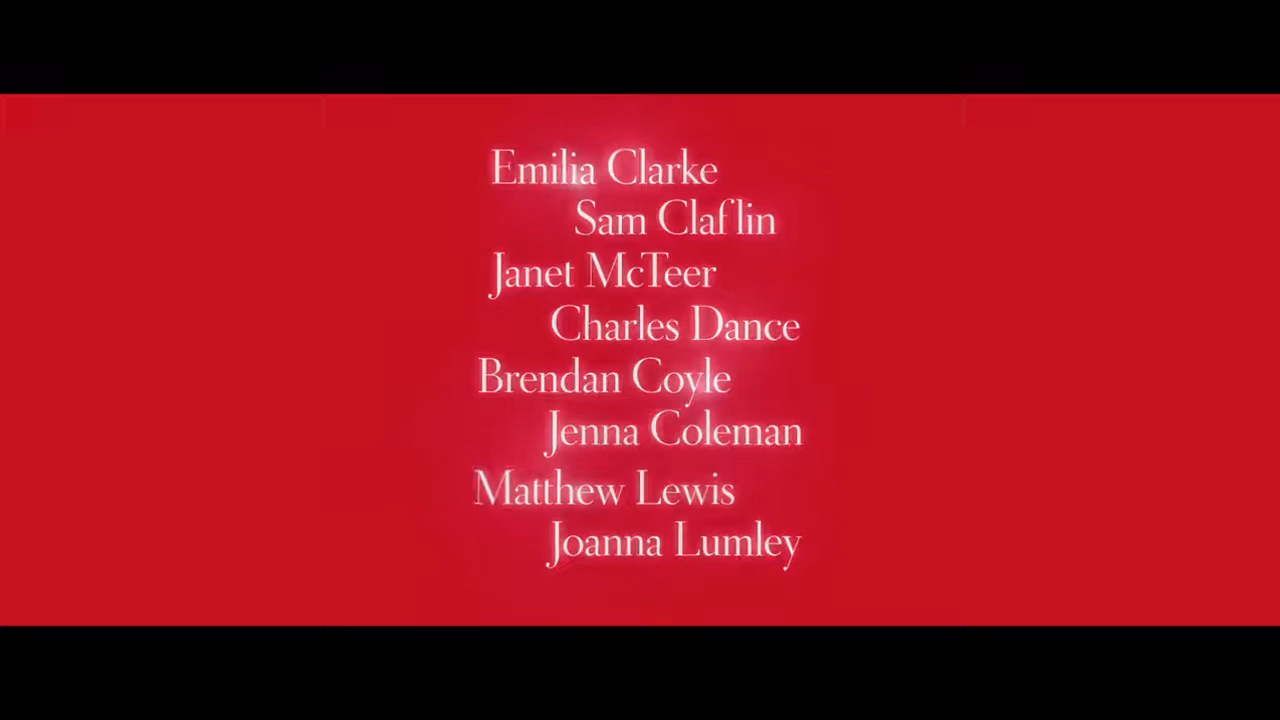 Emilia Clarke
Sam Claflin
Janet McTeer
Charles Dance
Brendan Coyle
Jenna Coleman
Matthew Lewis
Joanna Lumley